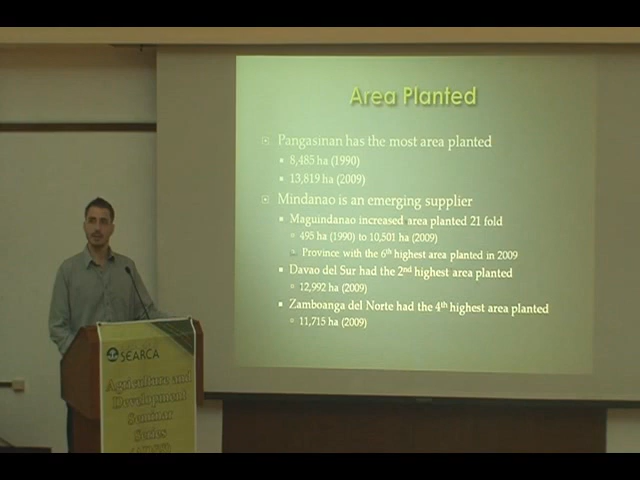 Area Planted
Pangasinan has the most area planted
8,485 ha (1990)
13,819 ha (2009)
Mindanao is an emerging supplier
Maguindanao increased area planted 21 fold
495 ha (1990) to 10,501 ha (2009)
Province with the 6th highest area planted in 2009
Davao del Sur had the 2nd highest area planted
12,992 ha (2009)
Zamboanga del Norte had the 4th highest area planted
11,715 ha (2009)
SEARCA
Agriculture and
Development
Seminar
Series